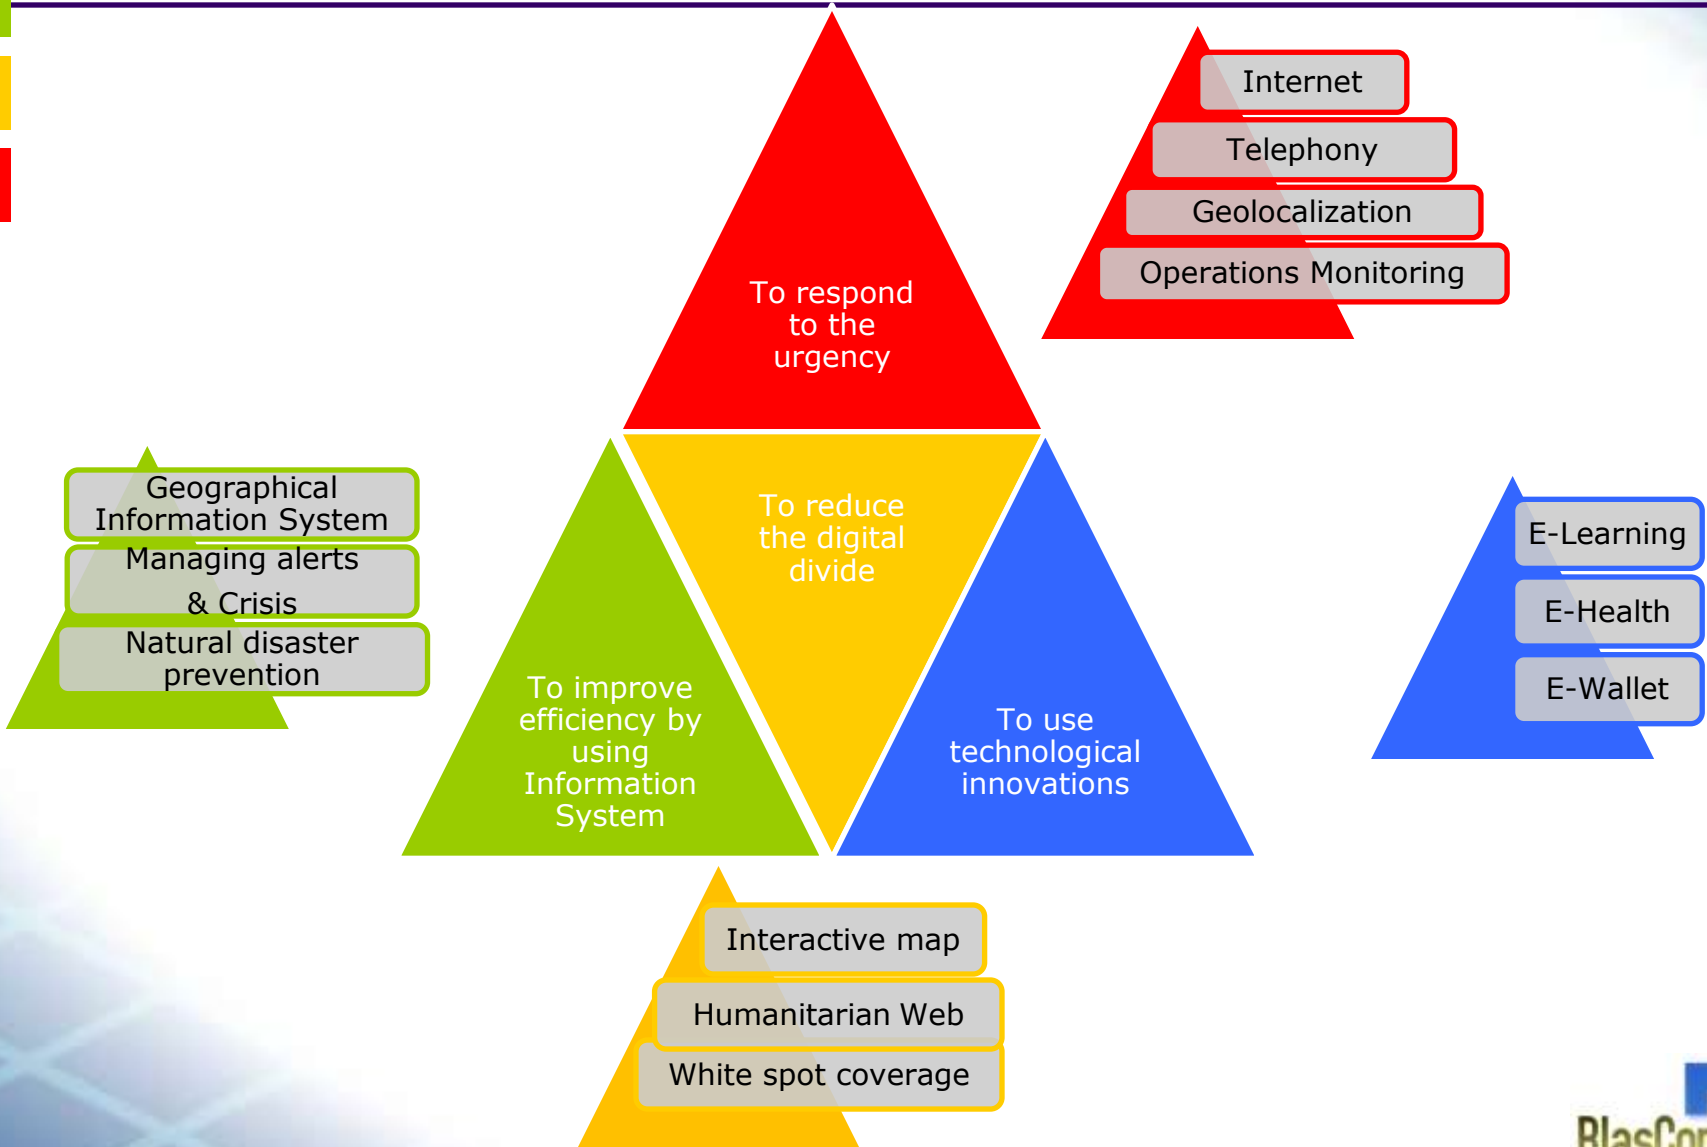 To respond
to the
urgency
Internet
Telephony
Geolocalization
Operations Monitoring
Geographical
Information System
Managing alerts
& Crisis
Natural disaster
prevention
To reduce
the digital
divide
To improve
efficiency by
using
Information
System
To use
technological
innovations
E-Learning
E-Health
E-Wallet
Interactive map
Humanitarian Web
White spot coverage